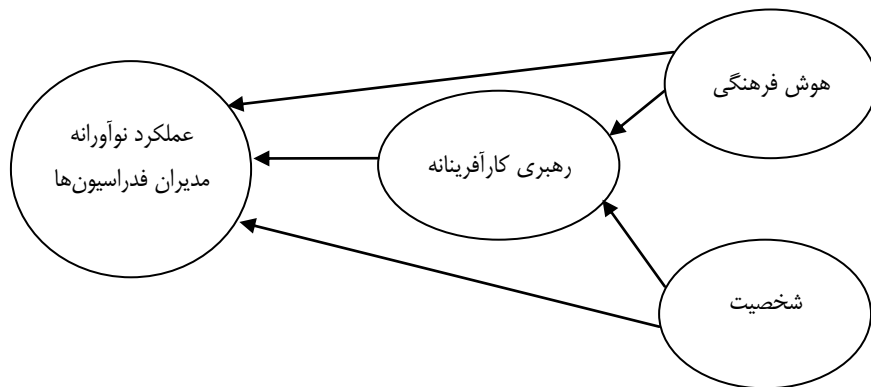 هوش فرهنگی
عملکرد نوآورانه
مدیران فدراسیون‌ها
رهبری کارآفرینانه
شخصیت